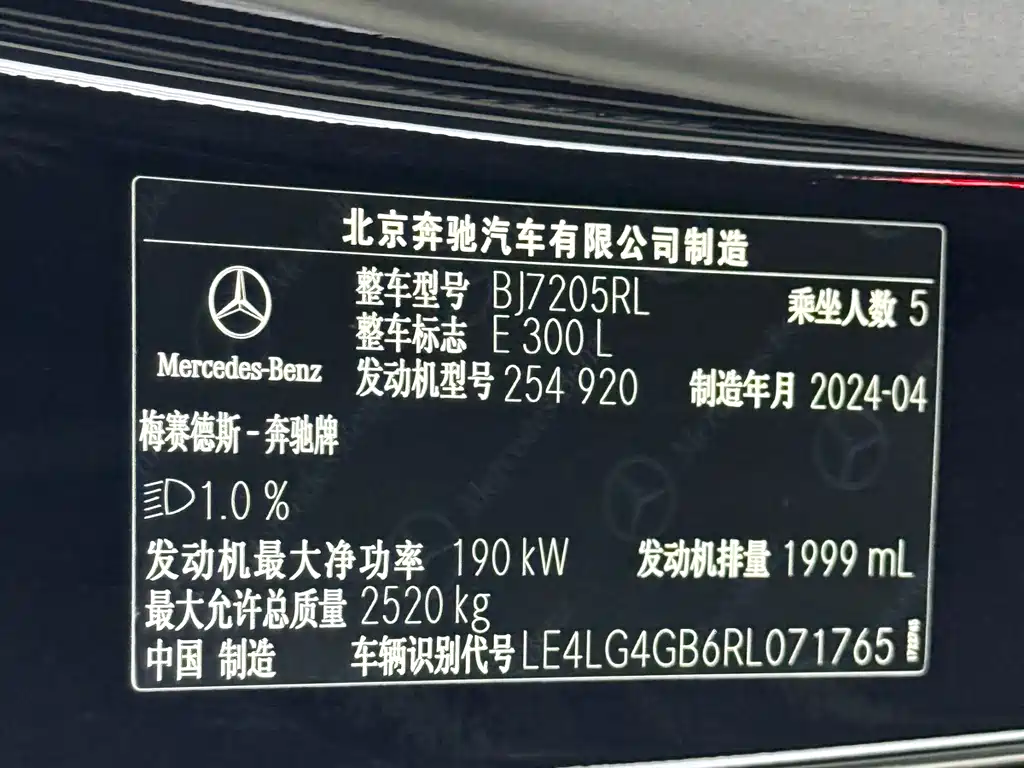 北京奔驰汽车有限公司制造
整车型号 BJ7205RL 乘坐人数 5
整车标志 E 300 L
Mercedes-Benz
发动机型号 254 920 制造年月 2024-04
梅赛德斯-奔驰牌
1.0 %
发动机最大净功率 190 kW 发动机排量 1999 mL
最大允许总质量 2520 kg
中国 制造 车辆识别代号 LE4LG4GB6RL071765